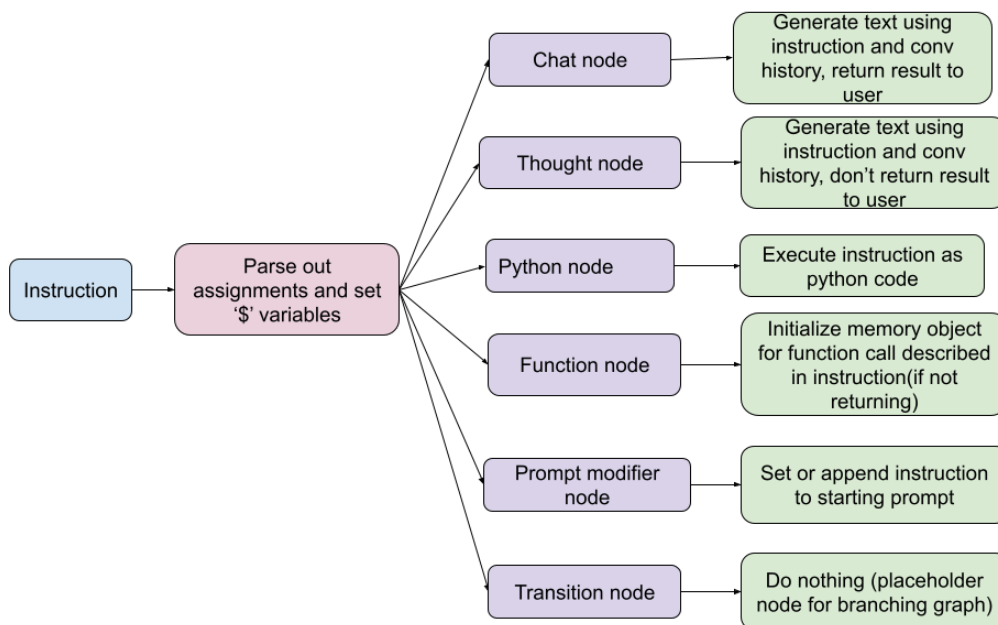 Instruction
Parse out
assignments and set
‘$’ variables
Chat node
Generate text using
instruction and conv
history, return result to
user
Thought node
Generate text using
instruction and conv
history, don’t return result
to user
Python node
Execute instruction as
python code
Function node
Initialize memory object
for function call described
in instruction(if not
returning)
Prompt modifier
node
Set or append instruction
to starting prompt
Transition node
Do nothing (placeholder
node for branching graph)